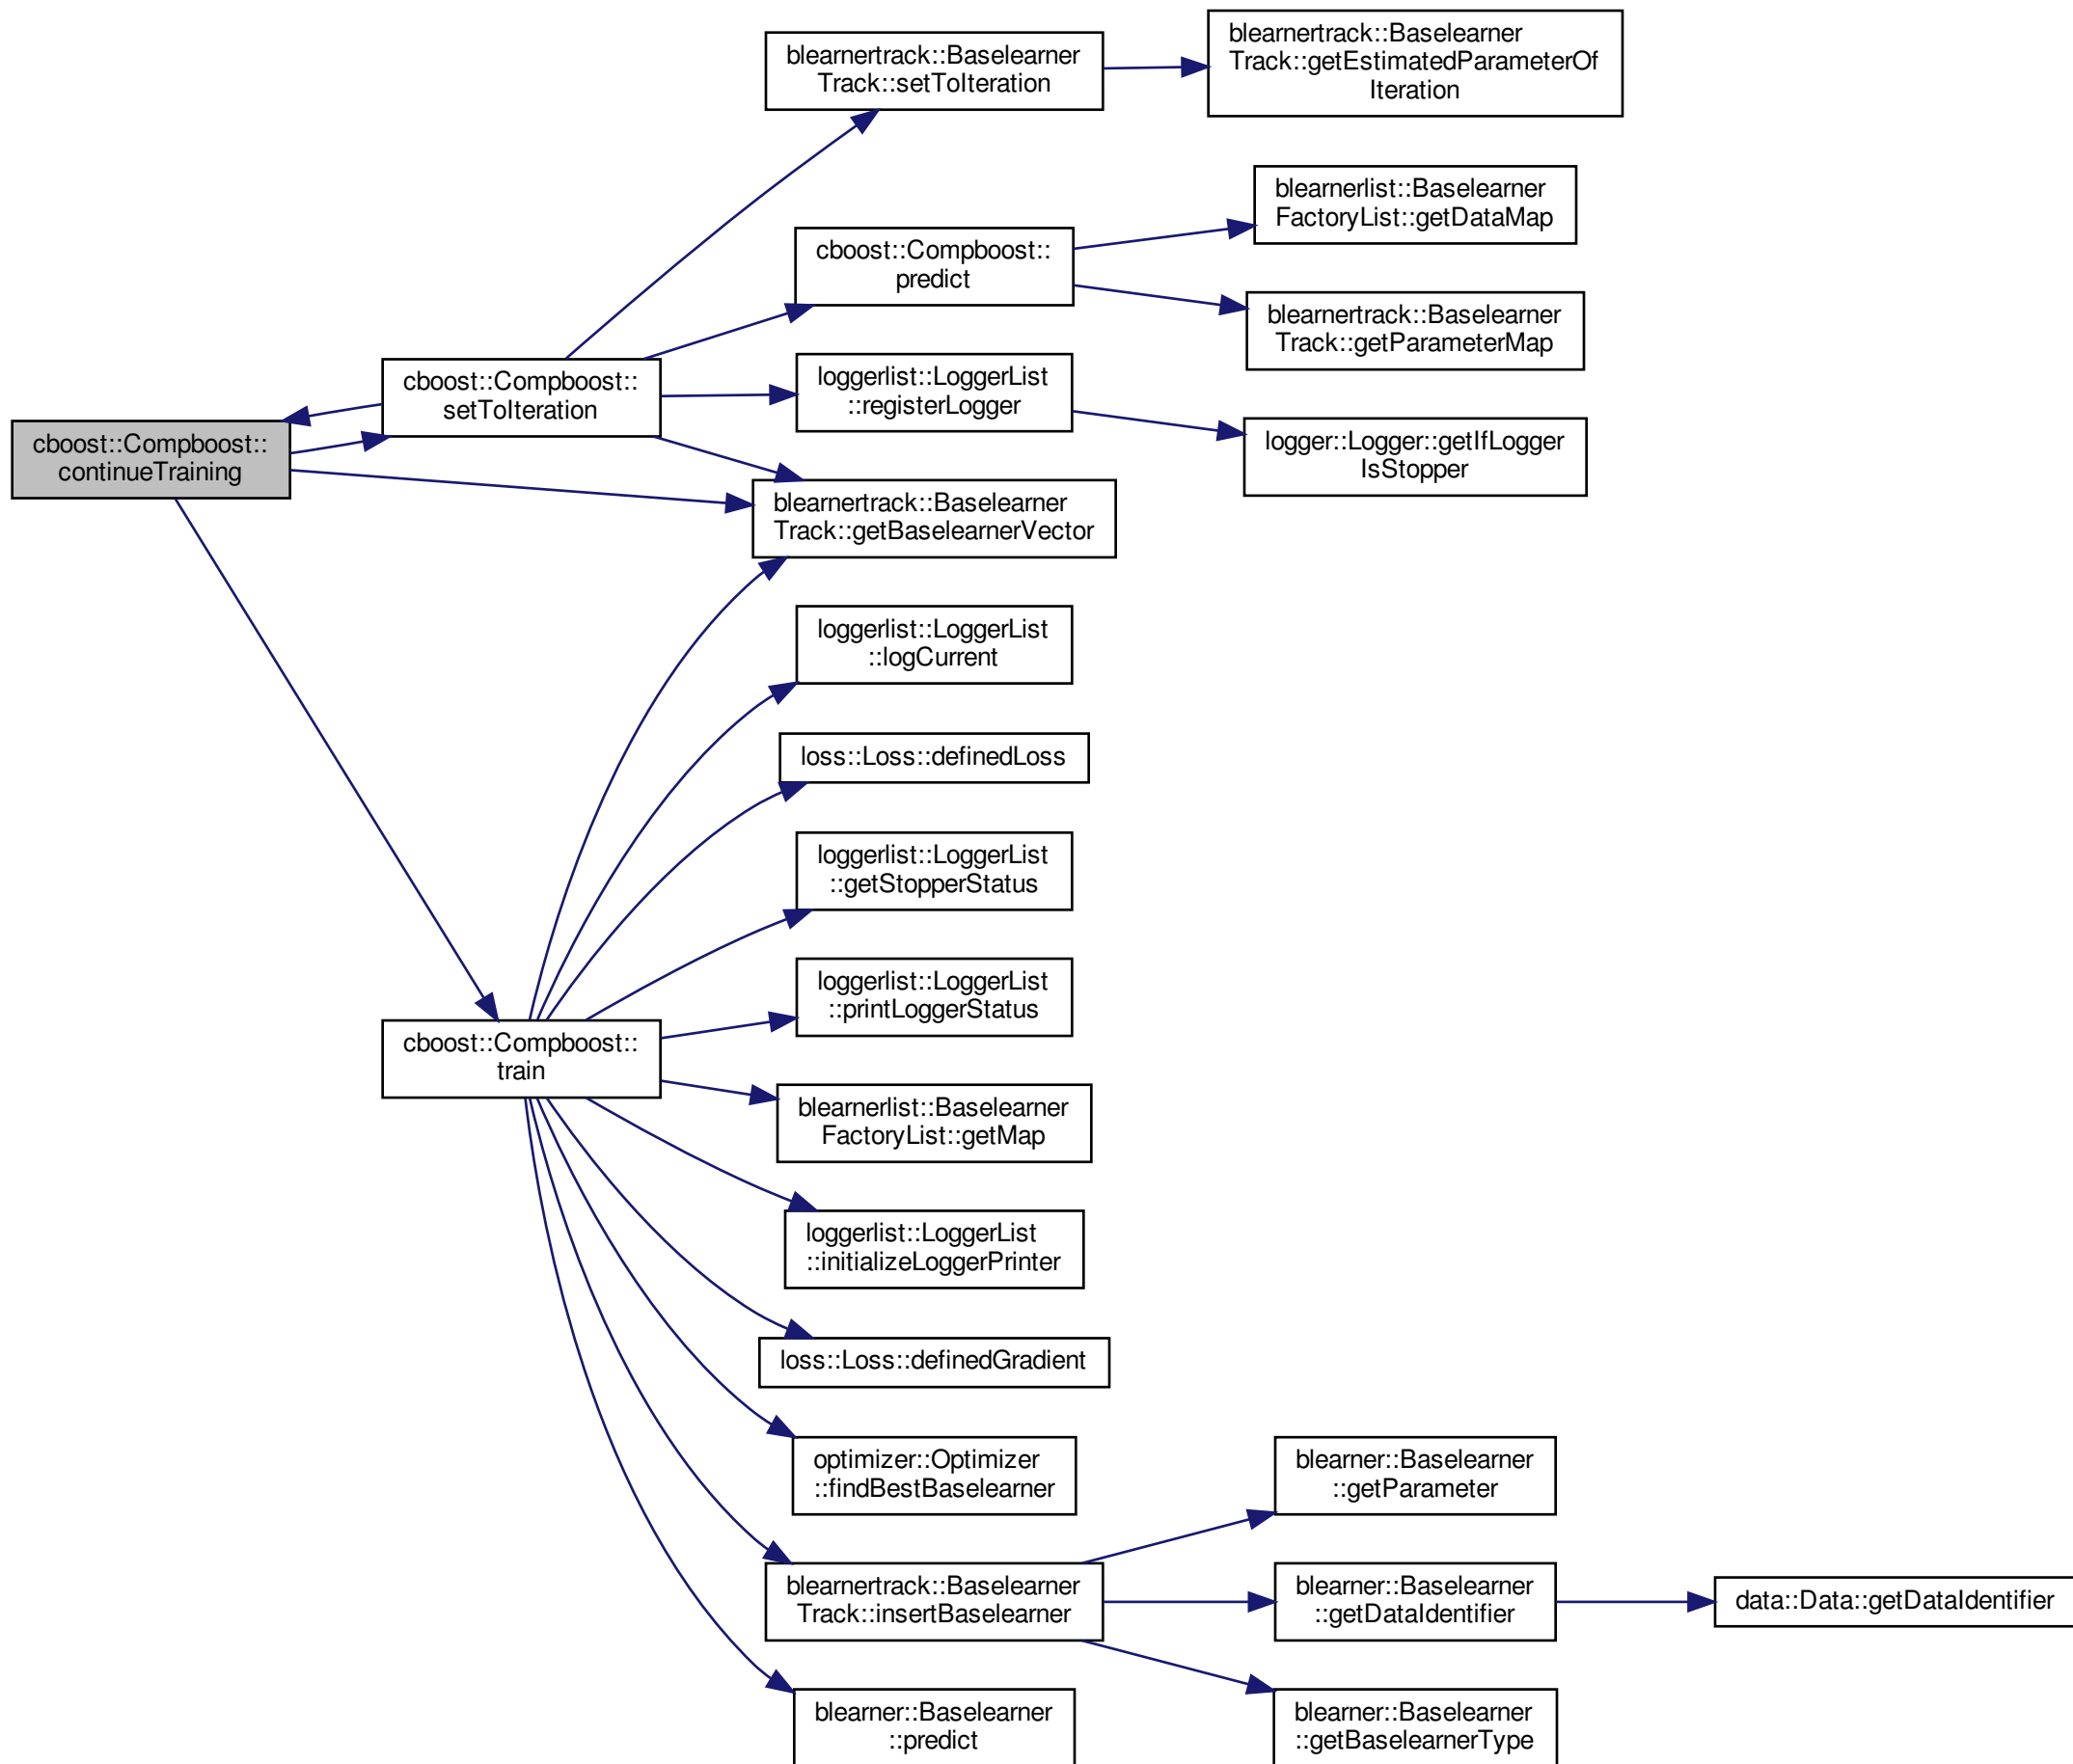 blearnertrack::Baselearner
Track::setToIteration
blearnertrack::Baselearner
Track::getEstimatedParameterOf
Iteration
blearnerlist::Baselearner
FactoryList::getDataMap
cboost::Compboost::
predict
blearnertrack::Baselearner
Track::getParameterMap
cboost::Compboost::
setToIteration
loggerlist::LoggerList
::registerLogger
logger::Logger::getIfLogger
IsStopper
cboost::Compboost::
continueTraining
blearnertrack::Baselearner
Track::getBaselearnerVector
loggerlist::LoggerList
::logCurrent
loss::Loss::definedLoss
loggerlist::LoggerList
::getStopperStatus
loggerlist::LoggerList
::printLoggerStatus
cboost::Compboost::
train
blearnerlist::Baselearner
FactoryList::getMap
loggerlist::LoggerList
::initializeLoggerPrinter
loss::Loss::definedGradient
optimizer::Optimizer
::findBestBaselearner
blearner::Baselearner
::getParameter
blearnertrack::Baselearner
Track::insertBaselearner
blearner::Baselearner
::getDataIdentifier
data::Data::getDataIdentifier
blearner::Baselearner
::predict
blearner::Baselearner
::getBaselearnerType